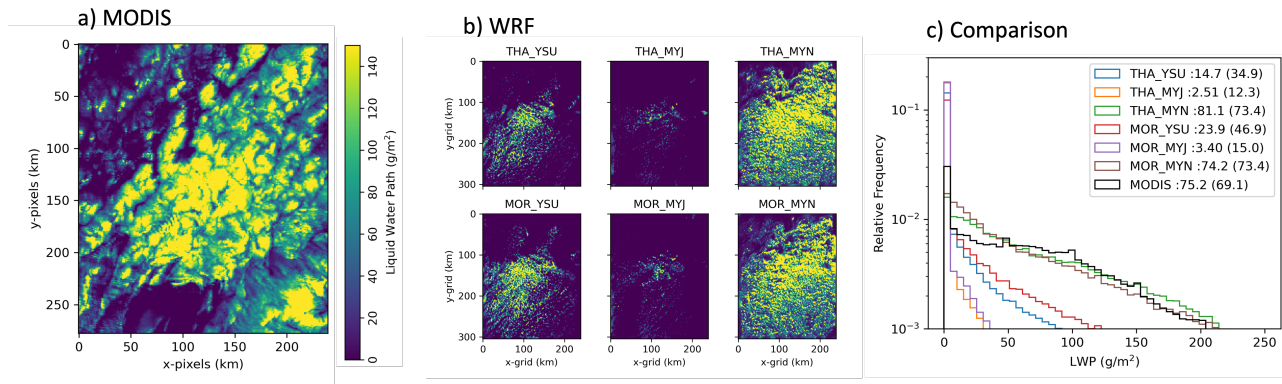 a) MODIS
0
50
100
150
200
250
y-pixels (km)
0 50 100 150 200
x-pixels (km)
140
120
100
80
60
40
20
0
Liquid Water Path (g/m²)
b) WRF
THA_YSU THA_MYJ THA_MYN
0
100
200
300
y-grid (km)
MOR_YSU MOR_MYJ MOR_MYN
0
100
200
300
y-grid (km)
0 200 0 200 0 200
x-grid (km) x-grid (km) x-grid (km)
c) Comparison
THA_YSU :14.7 (34.9)
THA_MYJ :2.51 (12.3)
THA_MYN :81.1 (73.4)
MOR_YSU :23.9 (46.9)
MOR_MYJ :3.40 (15.0)
MOR_MYN :74.2 (73.4)
MODIS :75.2 (69.1)
10⁻¹
10⁻²
10⁻³
Relative Frequency
0 50 100 150 200 250
LWP (g/m²)